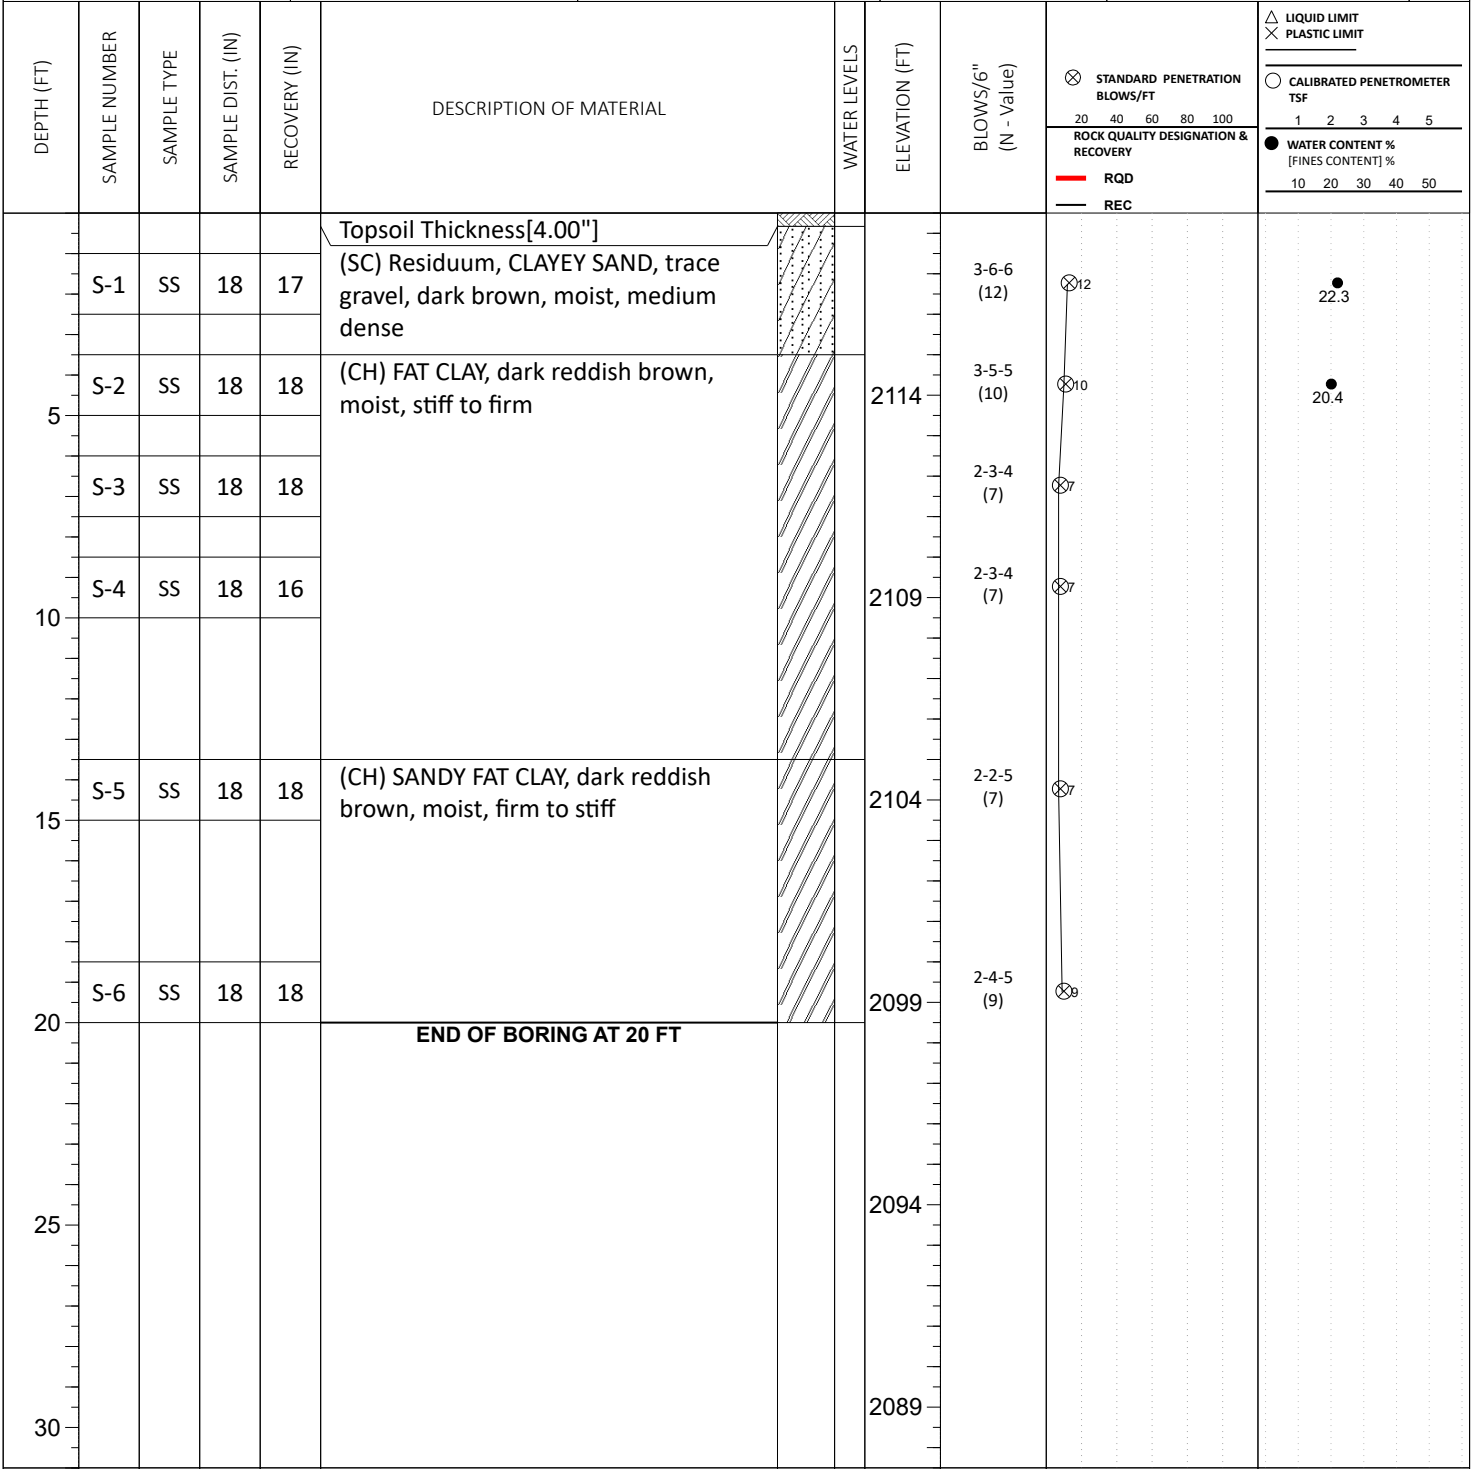 DEPTH (FT)
SAMPLE NUMBER
SAMPLE TYPE
SAMPLE DIST. (IN)
RECOVERY (IN)
DESCRIPTION OF MATERIAL
WATER LEVELS
ELEVATION (FT)
BLOWS/6"
(N - Value)
STANDARD PENETRATION
BLOWS/FT
20 40 60 80 100
ROCK QUALITY DESIGNATION &
RECOVERY
RQD
REC
LIQUID LIMIT
PLASTIC LIMIT
CALIBRATED PENETROMETER
TSF
1 2 3 4 5
WATER CONTENT %
[FINES CONTENT] %
10 20 30 40 50
Topsoil Thickness[4.00"]
S-1 SS 18 17
(SC) Residuum, CLAYEY SAND, trace
gravel, dark brown, moist, medium
dense
3-6-6
(12)
12
22.3
S-2 SS 18 18
(CH) FAT CLAY, dark reddish brown,
moist, stiff to firm
2114
3-5-5
(10)
10
20.4
5
S-3 SS 18 18
2-3-4
(7)
7
S-4 SS 18 16
2109
2-3-4
(7)
7
10
S-5 SS 18 18
(CH) SANDY FAT CLAY, dark reddish
brown, moist, firm to stiff
2104
2-2-5
(7)
7
15
S-6 SS 18 18
2099
2-4-5
(9)
9
20
END OF BORING AT 20 FT
2094
25
2089
30